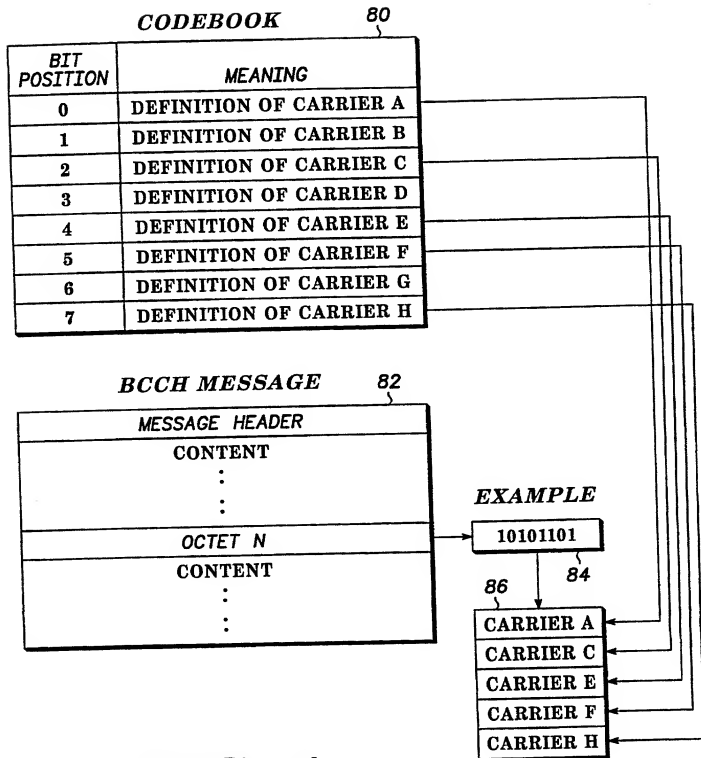 CODEBOOK 80
BIT POSITION MEANING
0 DEFINITION OF CARRIER A
1 DEFINITION OF CARRIER B
2 DEFINITION OF CARRIER C
3 DEFINITION OF CARRIER D
4 DEFINITION OF CARRIER E
5 DEFINITION OF CARRIER F
6 DEFINITION OF CARRIER G
7 DEFINITION OF CARRIER H
BCCH MESSAGE 82
MESSAGE HEADER
CONTENT
OCTET N
CONTENT
EXAMPLE
10101101
84
86
CARRIER A
CARRIER C
CARRIER E
CARRIER F
CARRIER H